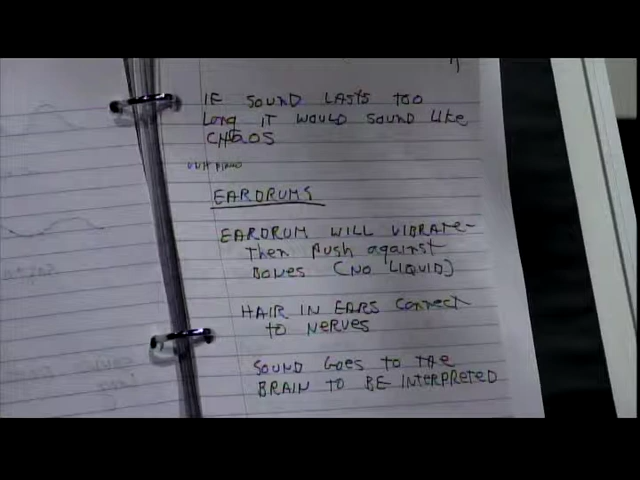 IF SOUND LASTS TOO
LONg IT WOULD SOUND LIKE
CHAOS
PIANO
EARDRUMS
EARDRUM WILL VIBRATE-
Then Push against
BONES (NO LIQUID)
HAIR IN EARS CONNECT
to NERVES
SOUND GOES TO THE
BRAIN TO BE INTERPRETED